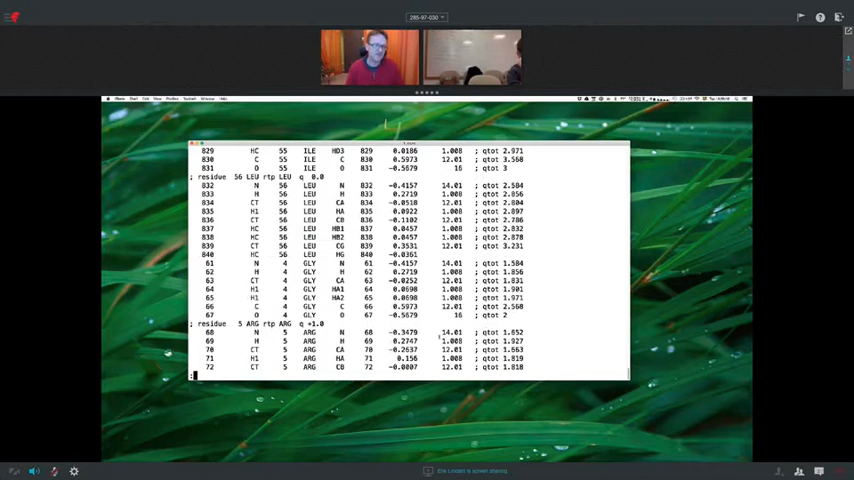 285-97-030
829 HC 55 ILE HD3 829 0.0186 1.008 ; qtot 2.971
830 C 55 ILE C 830 0.5973 12.01 ; qtot 3.568
831 O 55 ILE O 831 -0.5679 16 ; qtot 3
; residue 56 LEU rtp LEU q 0.0
832 N 56 LEU N 832 -0.4157 14.01 ; qtot 2.584
833 H 56 LEU H 833 0.2719 1.008 ; qtot 2.856
834 CT 56 LEU CA 834 -0.0518 12.01 ; qtot 2.804
835 H1 56 LEU HA 835 0.0922 1.008 ; qtot 2.897
836 CT 56 LEU CB 836 -0.1102 12.01 ; qtot 2.786
837 HC 56 LEU HB1 837 0.0457 1.008 ; qtot 2.832
838 HC 56 LEU HB2 838 0.0457 1.008 ; qtot 2.878
839 CT 56 LEU CG 839 0.3531 12.01 ; qtot 3.231
840 HC 56 LEU HG 840 -0.0361
61 N 4 GLY N 61 -0.4157 14.01 ; qtot 1.584
62 H 4 GLY H 62 0.2719 1.008 ; qtot 1.856
63 CT 4 GLY CA 63 -0.0252 12.01 ; qtot 1.831
64 H1 4 GLY HA1 64 0.0698 1.008 ; qtot 1.901
65 H1 4 GLY HA2 65 0.0698 1.008 ; qtot 1.971
66 C 4 GLY C 66 0.5973 12.01 ; qtot 2.568
67 O 4 GLY O 67 -0.5679 16 ; qtot 2
; residue 5 ARG rtp ARG q +1.0
68 N 5 ARG N 68 -0.3479 14.01 ; qtot 1.652
69 H 5 ARG H 69 0.2747 1.008 ; qtot 1.927
70 CT 5 ARG CA 70 -0.2637 12.01 ; qtot 1.663
71 H1 5 ARG HA 71 0.156 1.008 ; qtot 1.819
72 CT 5 ARG CB 72 -0.0007 12.01 ; qtot 1.818
:
Erik Lindahl is screen sharing